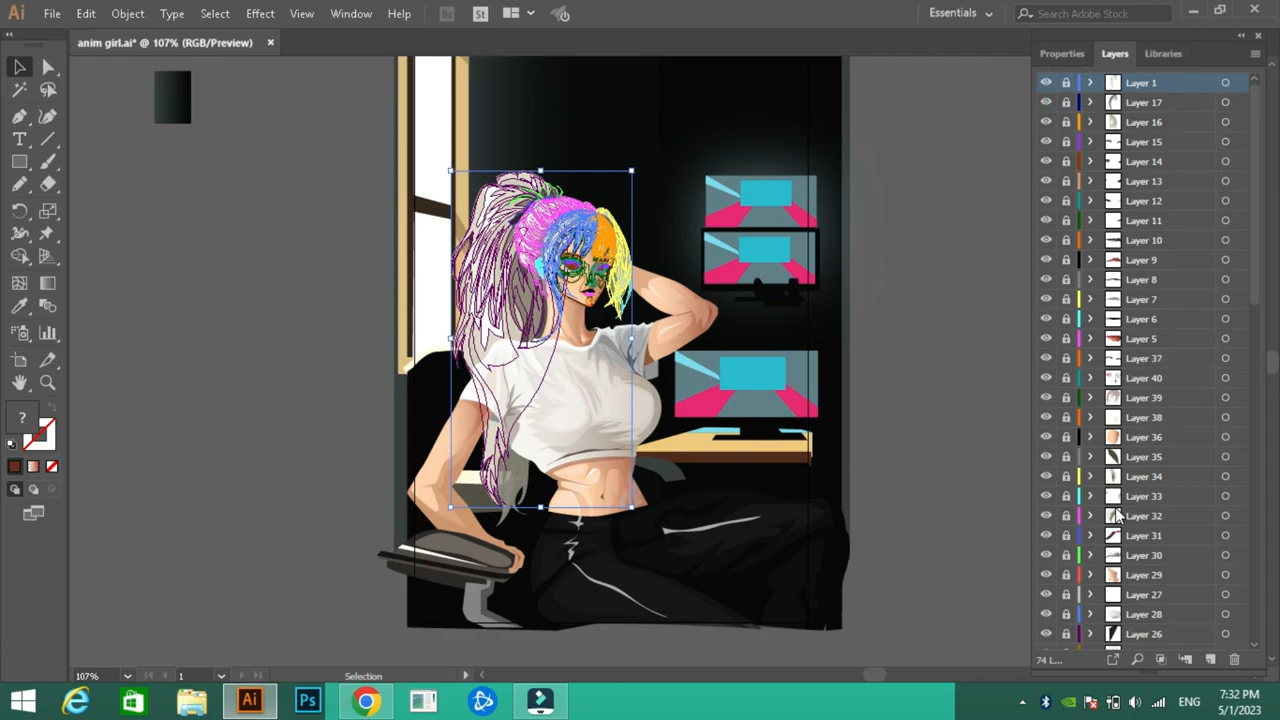 Ai File Edit Object Type Select Effect View Window Help Br St Essentials Search Adobe Stock
anim girl.ai* @ 107% (RGB/Preview)
Properties Layers Libraries
Layer 1
Layer 17
Layer 16
Layer 15
Layer 14
Layer 13
Layer 12
Layer 11
Layer 10
Layer 9
Layer 8
Layer 7
Layer 6
Layer 5
Layer 37
Layer 40
Layer 39
Layer 38
Layer 36
Layer 35
Layer 34
Layer 33
Layer 32
Layer 31
Layer 30
Layer 29
Layer 27
Layer 28
Layer 26
?
74 L...
107% 1 Selection
Ai Ps ENG
7:32 PM
5/1/2023